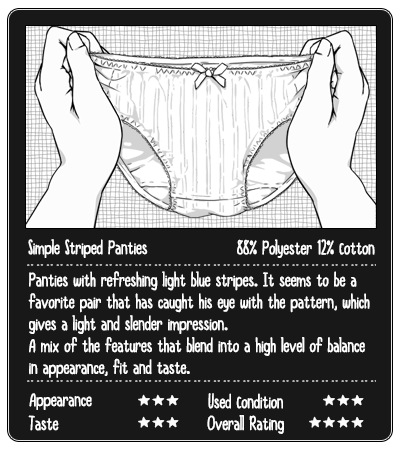 Simple Striped Panties 88% Polyester 12% Cotton
Panties with refreshing light blue stripes. It seems to be a
favorite pair that has caught his eye with the pattern, which
gives a light and slender impression.
A mix of the features that blend into a high level of balance
in appearance, fit and taste.
Appearance ★★★ Used Condition ★★★
Taste ★★★ Overall Rating ★★★★